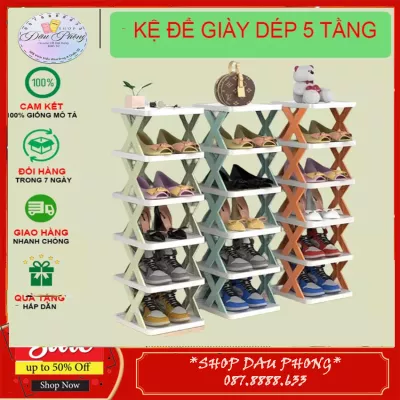 Dau Phong
KỆ ĐỂ GIÀY DÉP 5 TẦNG
100%
CAM KẾT
100% GIỐNG MÔ TẢ
ĐỔI HÀNG
TRONG 7 NGÀY
GIAO HÀNG
NHANH CHÓNG
QUÀ TẶNG
HẤP DẪN
Sale
up to 50% Off
Shop Now
*SHOP DAU PHONG*
087.8888.633